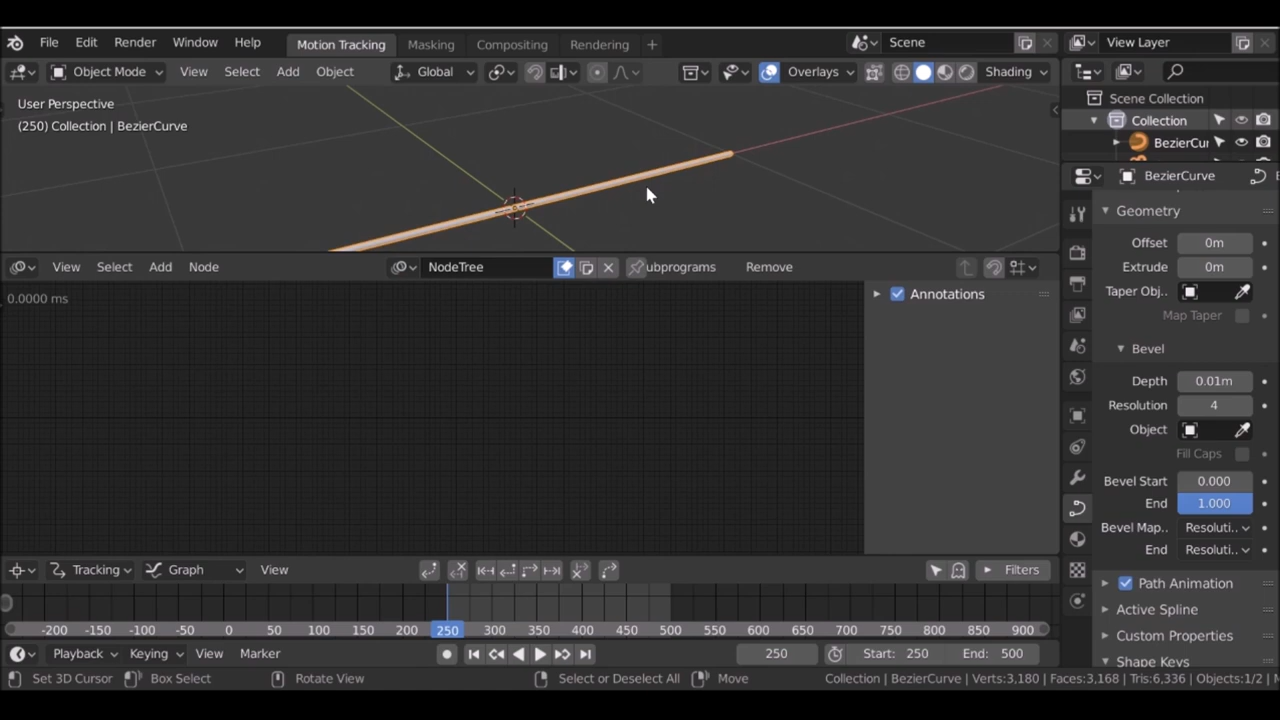 File Edit Render Window Help Motion Tracking Masking Compositing Rendering + Scene View Layer
Object Mode View Select Add Object Global Overlays Shading
User Perspective
(250) Collection | BezierCurve
Scene Collection
Collection
BezierCur
BezierCurve
Geometry
Offset 0m
Extrude 0m
Taper Obj..
Map Taper
Bevel
Depth 0.01m
Resolution 4
Object
Fill Caps
Bevel Start 0.000
End 1.000
Bevel Map.. Resoluti..
End Resoluti..
Path Animation
Active Spline
Custom Properties
Shape Keys
View Select Add Node NodeTree ubprograms Remove
0.0000 ms
Annotations
Tracking Graph View Filters
-200 -150 -100 -50 0 50 100 150 200 250 300 350 400 450 500 550 600 650 700 750 800 850 900
Playback Keying View Marker 250 Start: 250 End: 500
Set 3D Cursor Box Select Rotate View Select or Deselect All Move Collection | BezierCurve | Verts:3,180 | Faces:3,168 | Tris:6,336 | Objects:1/2 |